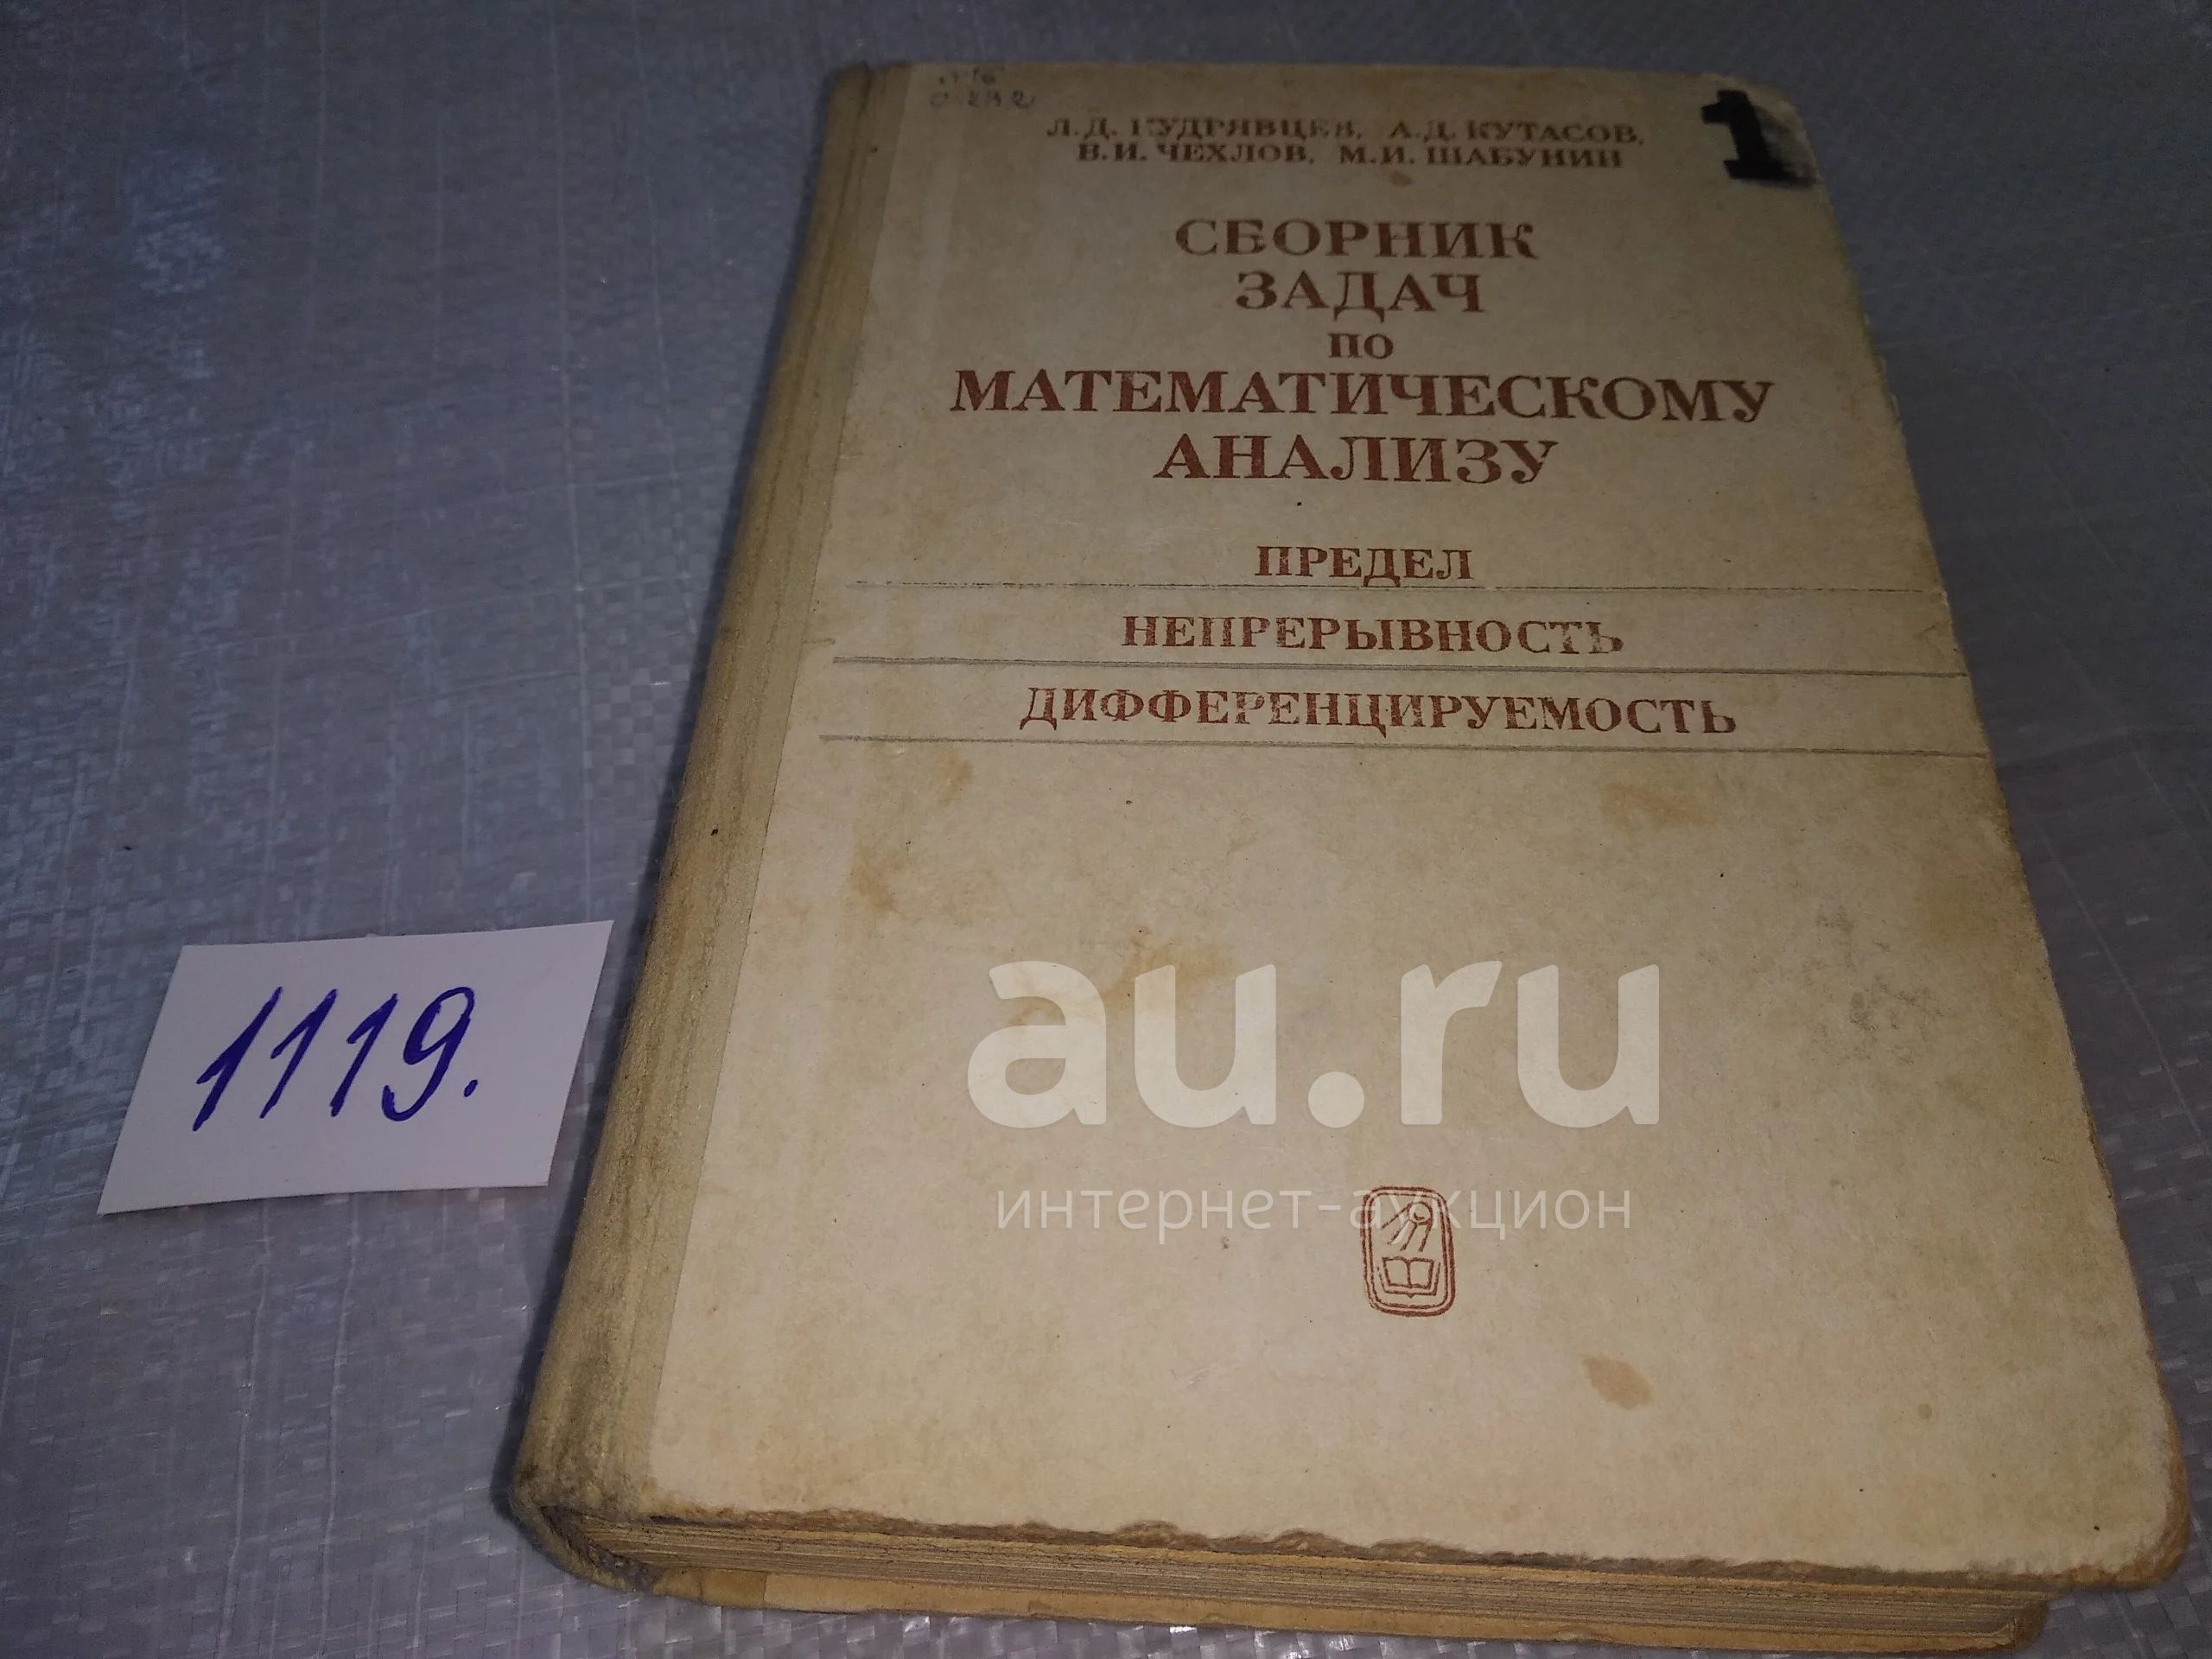 Л.Д. КУДРЯВЦЕВ, А.Д. КУТАСОВ,
В.И. ЧЕХЛОВ, М.И. ШАБУНИН
1
СБОРНИК
ЗАДАЧ
ПО
МАТЕМАТИЧЕСКОМУ
АНАЛИЗУ
ПРЕДЕЛ
НЕПРЕРЫВНОСТЬ
ДИФФЕРЕНЦИРУЕМОСТЬ
1119.
au.ru
интернет-аукцион